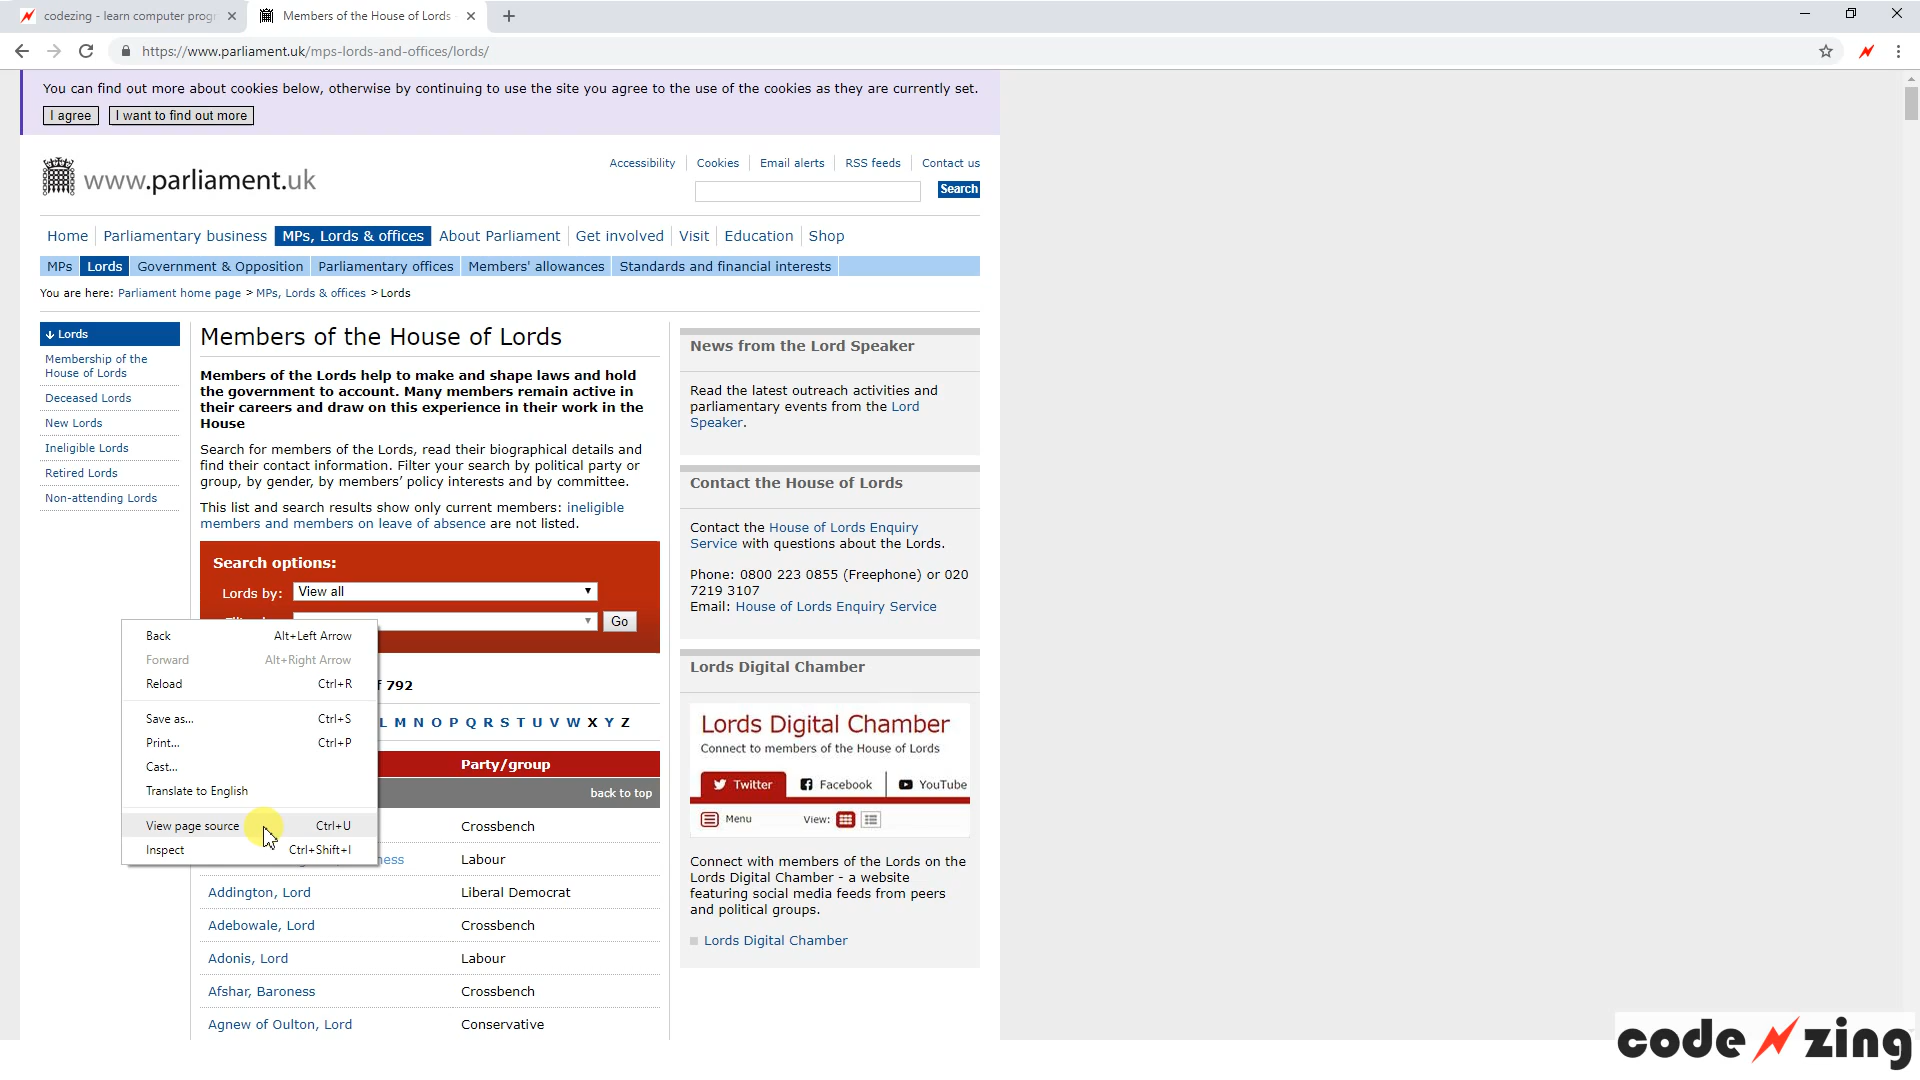 codezing - learn computer progr
Members of the House of Lords -
https://www.parliament.uk/mps-lords-and-offices/lords/
You can find out more about cookies below, otherwise by continuing to use the site you agree to the use of the cookies as they are currently set.
I agree
I want to find out more
www.parliament.uk
Accessibility
Cookies
Email alerts
RSS feeds
Contact us
Search
Home
Parliamentary business
MPs, Lords & offices
About Parliament
Get involved
Visit
Education
Shop
MPs
Lords
Government & Opposition
Parliamentary offices
Members' allowances
Standards and financial interests
You are here: Parliament home page > MPs, Lords & offices > Lords
Lords
Membership of the
House of Lords
Deceased Lords
New Lords
Ineligible Lords
Retired Lords
Non-attending Lords
Members of the House of Lords
Members of the Lords help to make and shape laws and hold
the government to account. Many members remain active in
their careers and draw on this experience in their work in the
House
Search for members of the Lords, read their biographical details and
find their contact information. Filter your search by political party or
group, by gender, by members’ policy interests and by committee.
This list and search results show only current members: ineligible
members and members on leave of absence are not listed.
Search options:
Lords by:
View all
Go
792
L M N O P Q R S T U V W X Y Z
Party/group
back to top
Crossbench
Labour
Addington, Lord
Liberal Democrat
Adebowale, Lord
Crossbench
Adonis, Lord
Labour
Afshar, Baroness
Crossbench
Agnew of Oulton, Lord
Conservative
Back Alt+Left Arrow
Forward Alt+Right Arrow
Reload Ctrl+R
Save as... Ctrl+S
Print... Ctrl+P
Cast...
Translate to English
View page source Ctrl+U
Inspect Ctrl+Shift+I
News from the Lord Speaker
Read the latest outreach activities and
parliamentary events from the Lord
Speaker.
Contact the House of Lords
Contact the House of Lords Enquiry
Service with questions about the Lords.
Phone: 0800 223 0855 (Freephone) or 020
7219 3107
Email: House of Lords Enquiry Service
Lords Digital Chamber
Lords Digital Chamber
Connect to members of the House of Lords
Twitter
Facebook
YouTube
Menu
View:
Connect with members of the Lords on the
Lords Digital Chamber - a website
featuring social media feeds from peers
and political groups.
Lords Digital Chamber
code zing